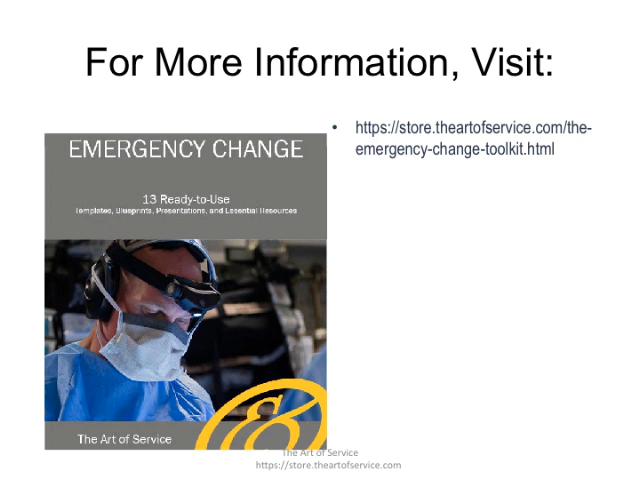 For More Information, Visit:
• https://store.theartofservice.com/the-
emergency-change-toolkit.html
EMERGENCY CHANGE
13 Ready-to-Use
Templates, Blueprints, Presentations, and Essential Resources
The Art of Service
The Art of Service
https://store.theartofservice.com